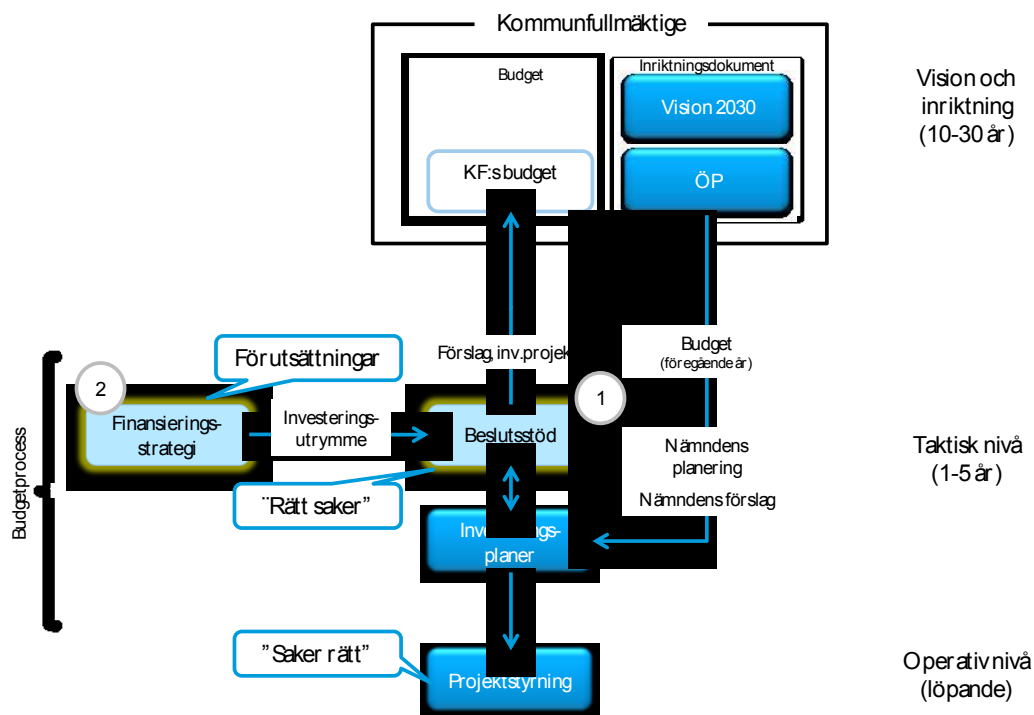 Kommunfullmäktige
Budget
Inriktningsdokument
Vision 2030
KF:s budget
ÖP
Vision och
inriktning
(10-30 år)
Förutsättningar
Förslag, inv.projek
Budget
(föregående år)
2
1
Finansierings-
strategi
Investerings-
utrymme
Beslutsstöd
Nämndens
planering
Nämndens förslag
Taktisk nivå
(1-5 år)
Budgetprocess
"Rätt saker”
planer
”Saker rätt”
Projektstyrning
Operativ nivå
(löpande)